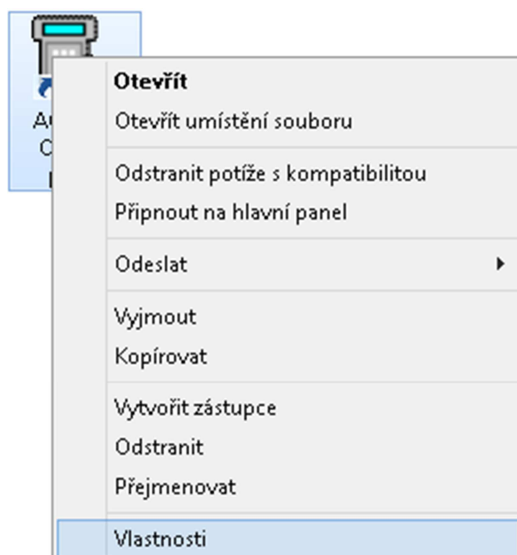 Otevřít
Otevřít umístění souboru
Odstranit potíže s kompatibilitou
Připnout na hlavní panel
Odeslat
Vyjmout
Kopírovat
Vytvořit zástupce
Odstranit
Přejmenovat
Vlastnosti